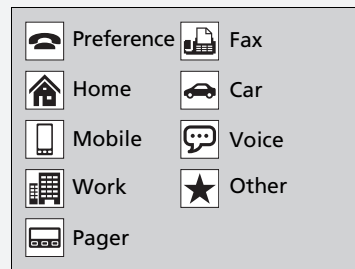 Preference
Home
Mobile
Work
Pager
Fax
Car
Voice
Other